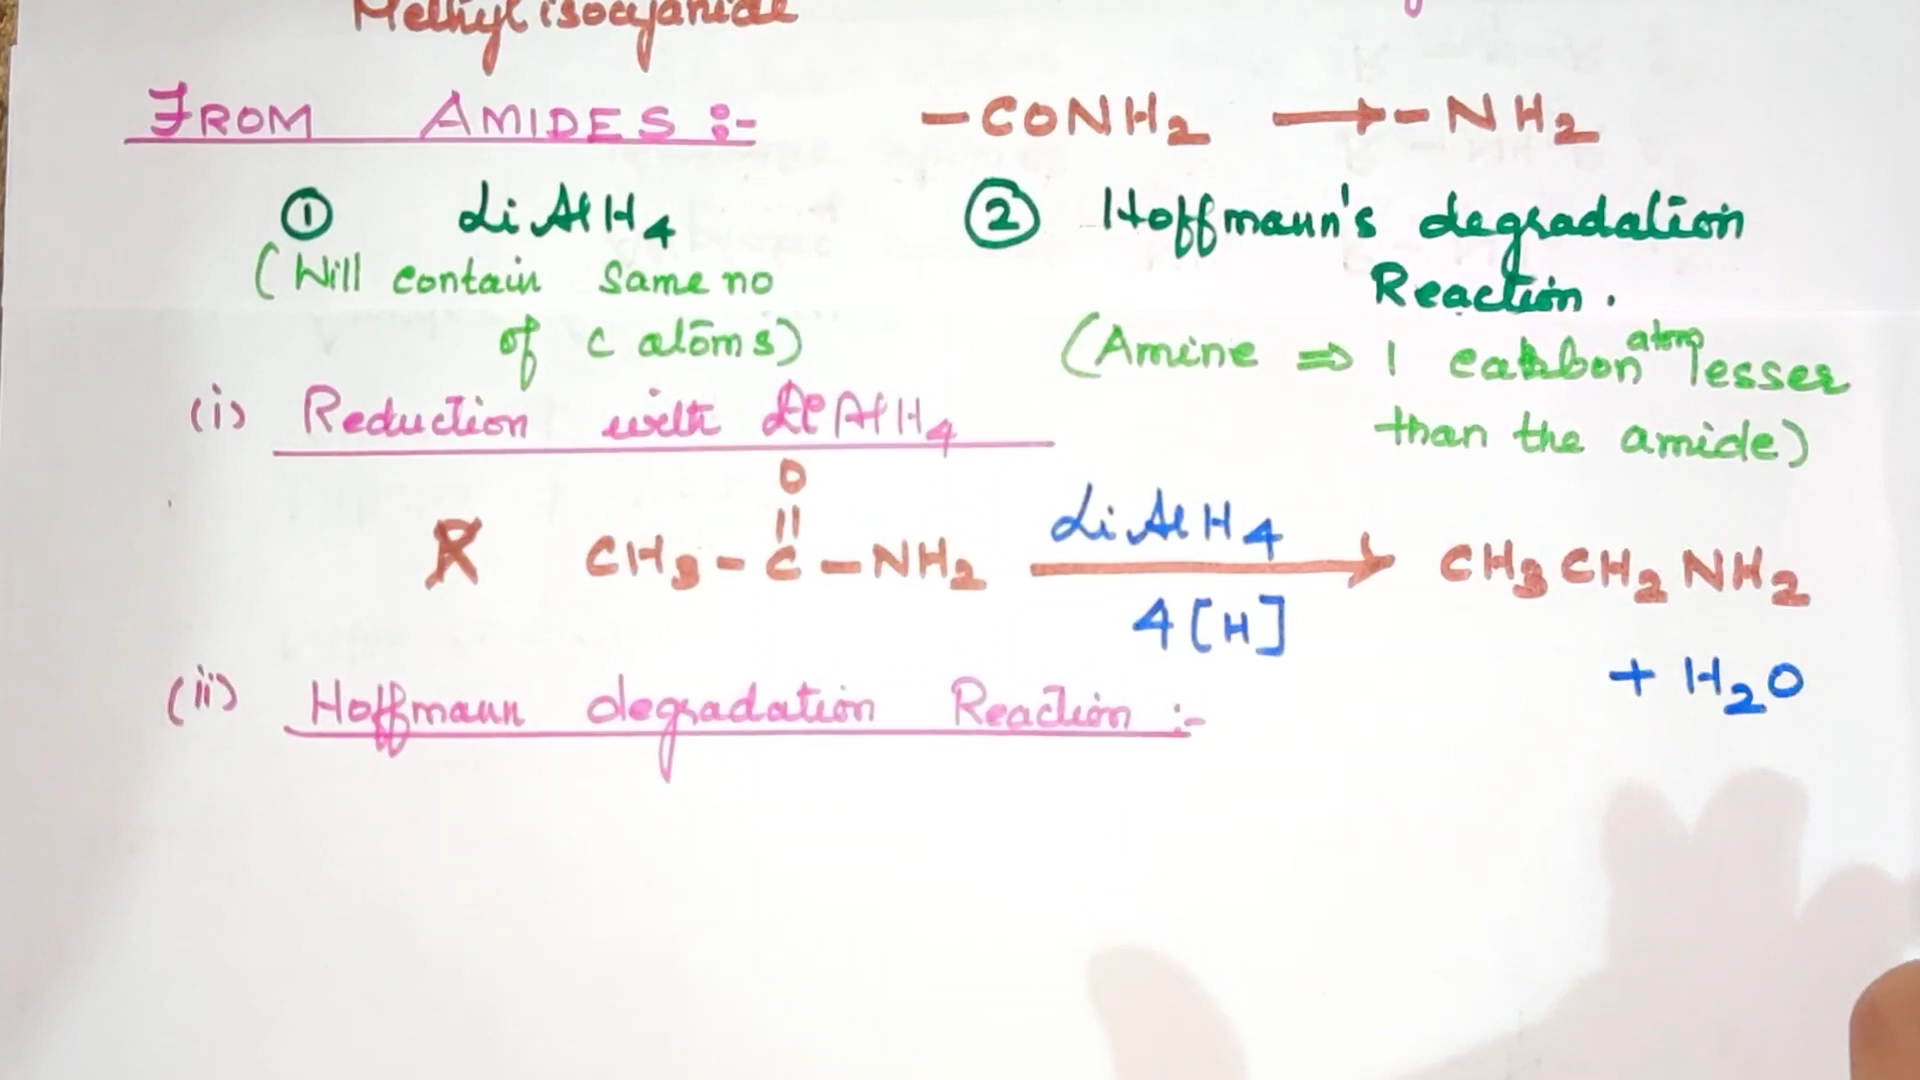 Methyl isocyanide
FROM AMIDES :-
-CONH2 → -NH2
① LiAlH4
(Will contain same no
of C atoms)
② Hoffmann's degradation
Reaction.
(Amine ⇒ 1 carbon atom lesser
than the amide)
(i) Reduction with LiAlH4
O
||
CH3 - C - NH2 → CH3CH2NH2
LiAlH4
4[H]
+ H2O
(ii) Hoffmann degradation Reaction :-